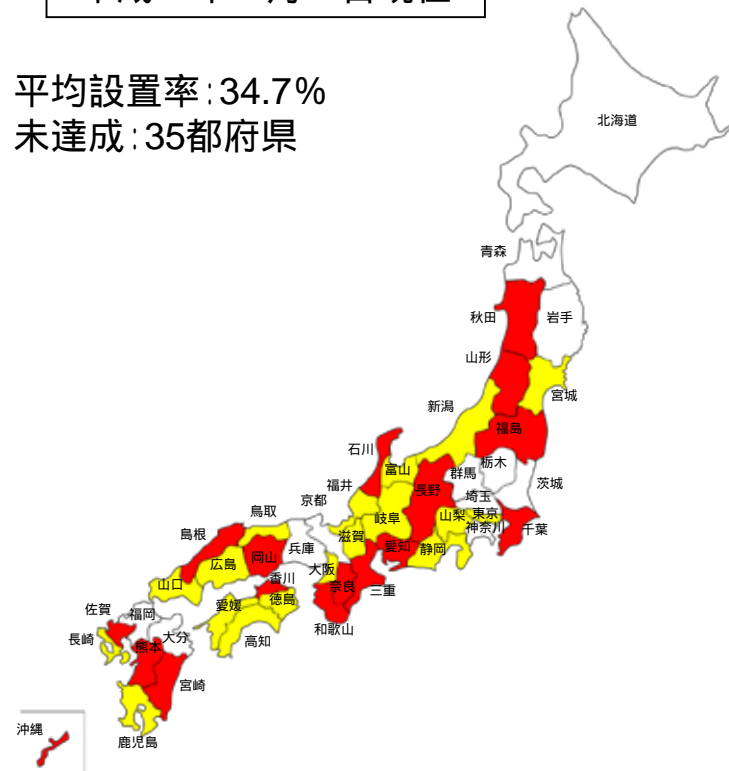 平均設置率:34.7%
未達成:35都府県
北海道
青森
秋田
岩手
山形
宮城
新潟
福島
石川
富山
栃木
群馬
長野
茨城
福井
埼玉
京都
鳥取
山梨
東京
岐阜
神奈川
千葉
島根
滋賀
兵庫
愛知
静岡
岡山
広島
大阪
香川
奈良
三重
山口
徳島
愛媛
佐賀
福岡
和歌山
大分
長崎
高知
熊本
宮崎
沖縄
鹿児島